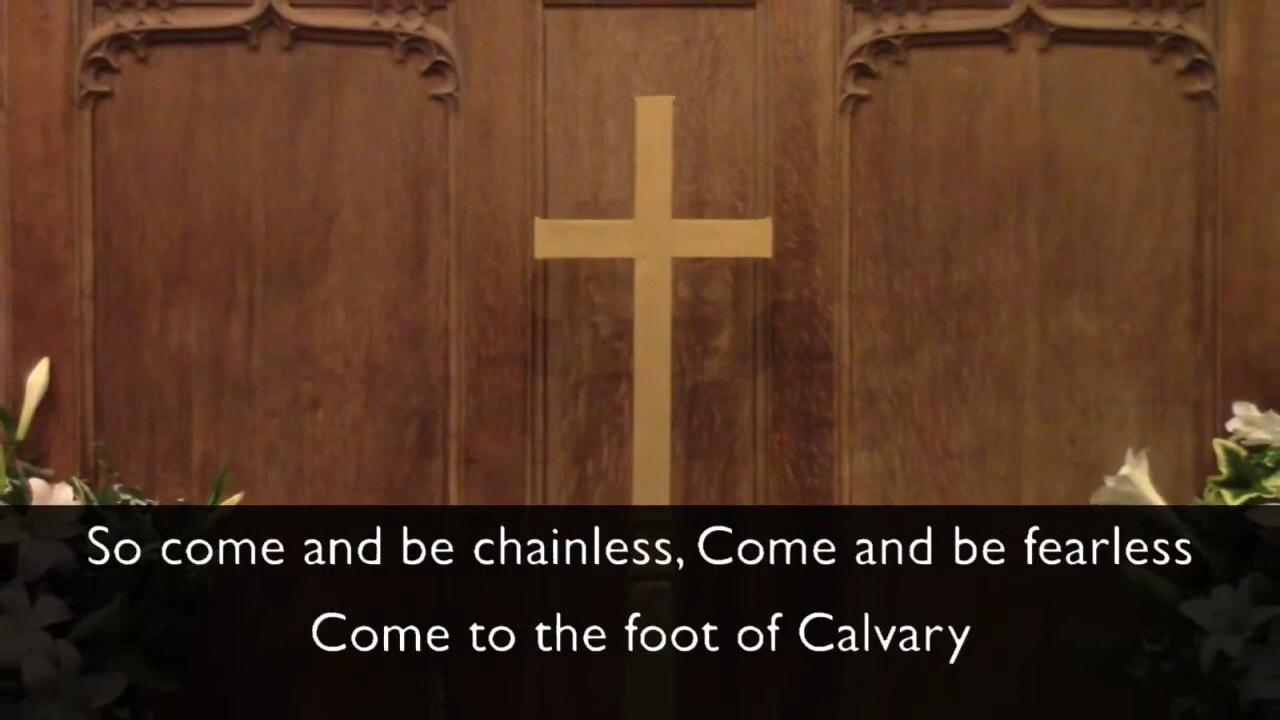 So come and be chainless, Come and be fearless
Come to the foot of Calvary